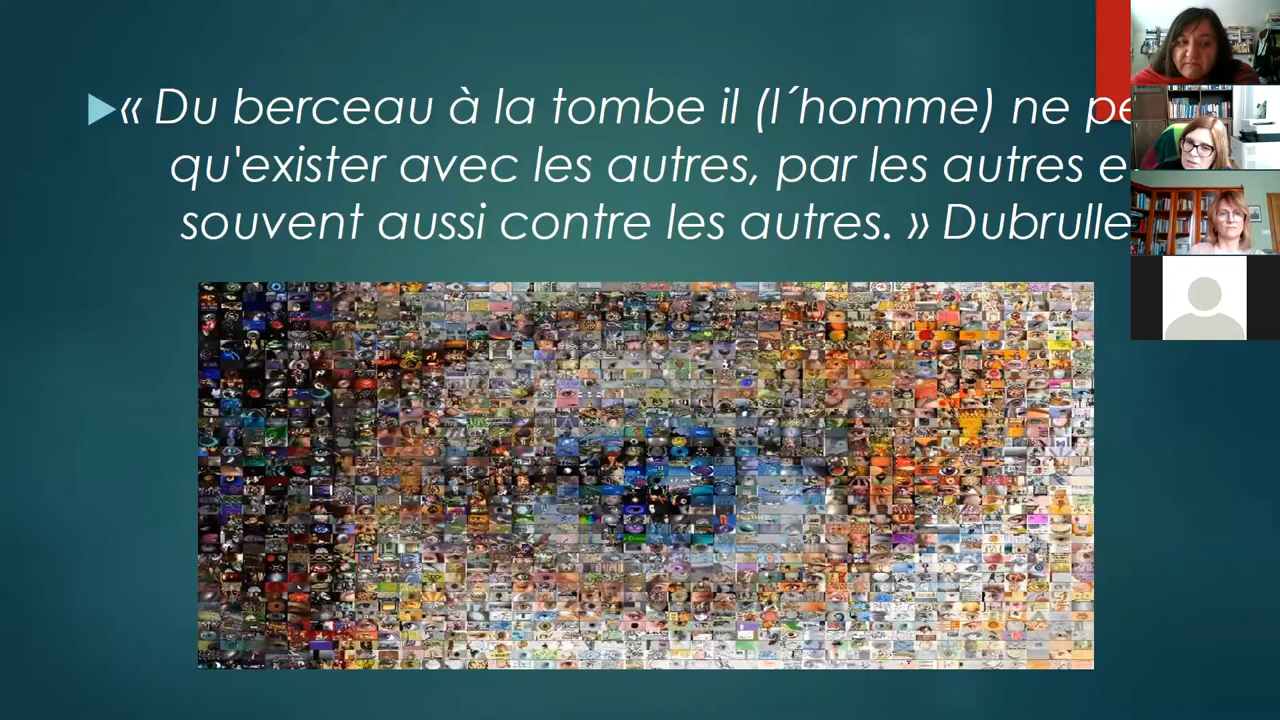 « Du berceau à la tombe il (l´homme) ne
qu'exister avec les autres, par les autres
souvent aussi contre les autres. » Dubrulle